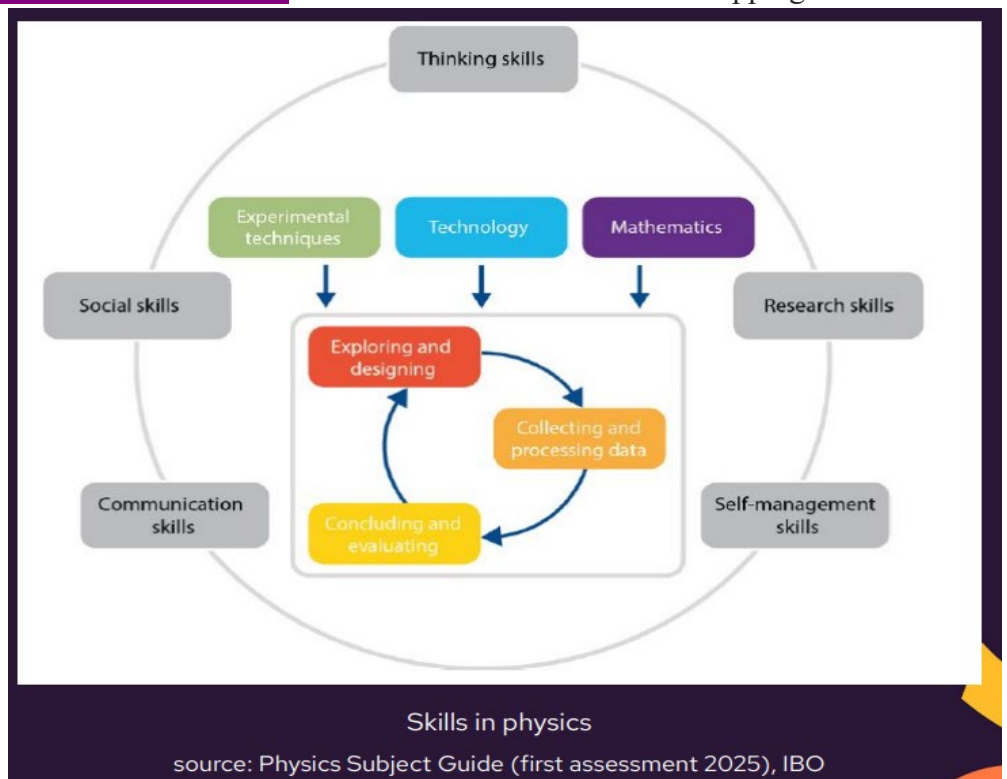 Thinking skills
Experimental
techniques
Technology
Mathematics
Social skills
Research skills
Exploring and
designing
Collecting and
processing data
Communication
skills
Self-management
skills
Concluding and
evaluating
Skills in physics
source: Physics Subject Guide (first assessment 2025), IBO